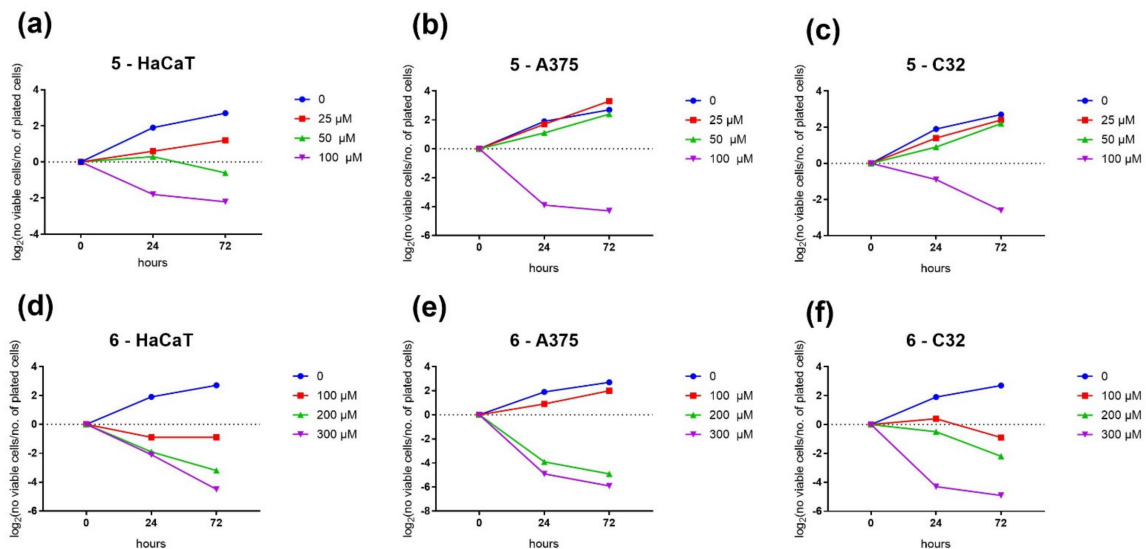 (a)
5 - HaCaT
log₂(no viable cells/no. of plated cells)
4
2
0
-2
-4
0
24
72
hours
0
25 µM
50 µM
100 µM
(b)
5 - A375
log₂(no viable cells/no. of plated cells)
4
2
0
-2
-4
-6
0
24
72
hours
0
25 µM
50 µM
100 µM
(c)
5 - C32
log₂(no viable cells/no. of plated cells)
4
2
0
-2
-4
0
24
72
hours
0
25 µM
50 µM
100 µM
(d)
6 - HaCaT
log₂(no viable cells/no. of plated cells)
4
2
0
-2
-4
-6
0
24
72
hours
0
100 µM
200 µM
300 µM
(e)
6 - A375
log₂(no viable cells/no. of plated cells)
4
2
0
-2
-4
-6
-8
0
24
72
hours
0
100 µM
200 µM
300 µM
(f)
6 - C32
log₂(no viable cells/no. of plated cells)
4
2
0
-2
-4
-6
0
24
72
hours
0
100 µM
200 µM
300 µM